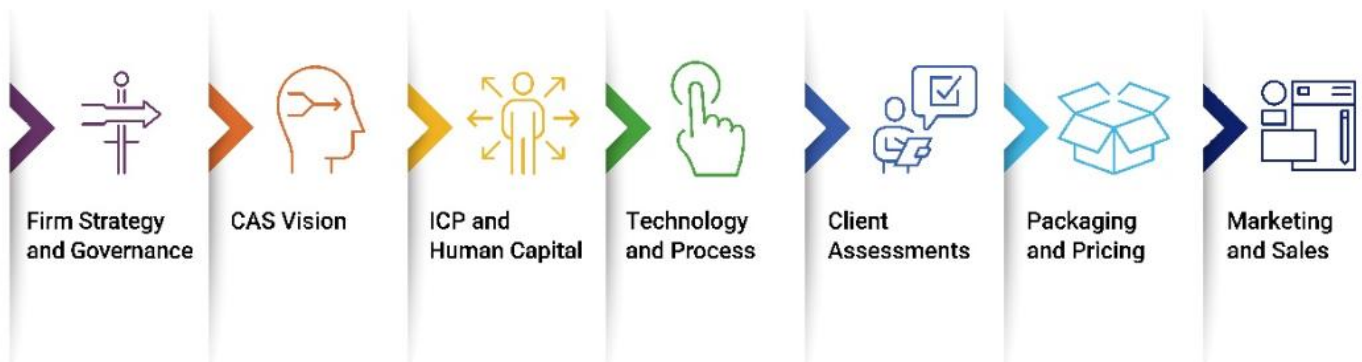 Firm Strategy
and Governance
CAS Vision
ICP and
Human Capital
Technology
and Process
Client
Assessments
Packaging
and Pricing
Marketing
and Sales